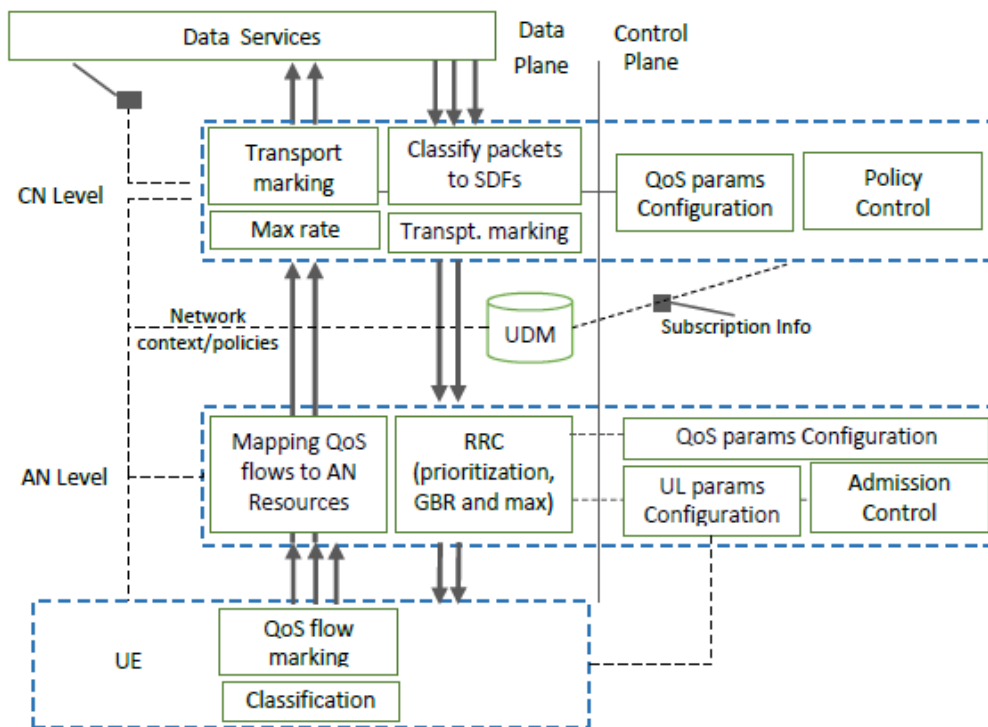 Data Services
Data
Plane
Control
Plane
CN Level
Transport
marking
Classify packets
to SDFs
QoS params
Configuration
Policy
Control
Max rate
Transpt. marking
Network
context/policies
UDM
Subscription Info
AN Level
Mapping QoS
flows to AN
Resources
RRC
(prioritization,
GBR and max)
QoS params Configuration
UL params
Configuration
Admission
Control
UE
QoS flow
marking
Classification